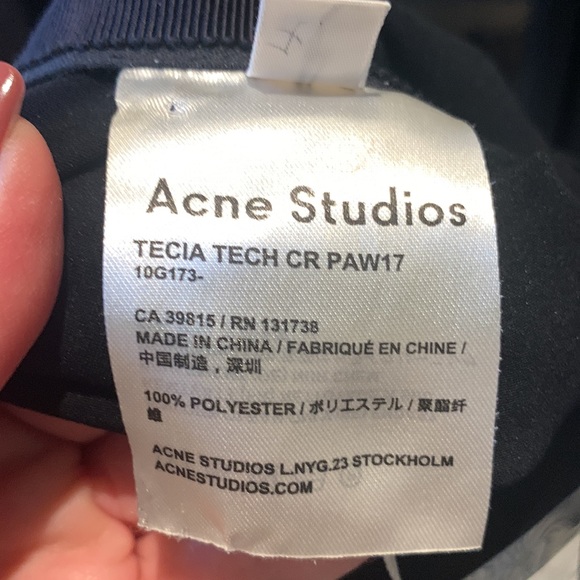 4
Acne Studios
TECIA TECH CR PAW17
10G173-
CA 39815 / RN 131738
MADE IN CHINA / FABRIQUÉ EN CHINE /
中国制造，深圳
100% POLYESTER / ポリエステル / 聚酯纤
維
ACNE STUDIOS L.NYG.23 STOCKHOLM
ACNESTUDIOS.COM